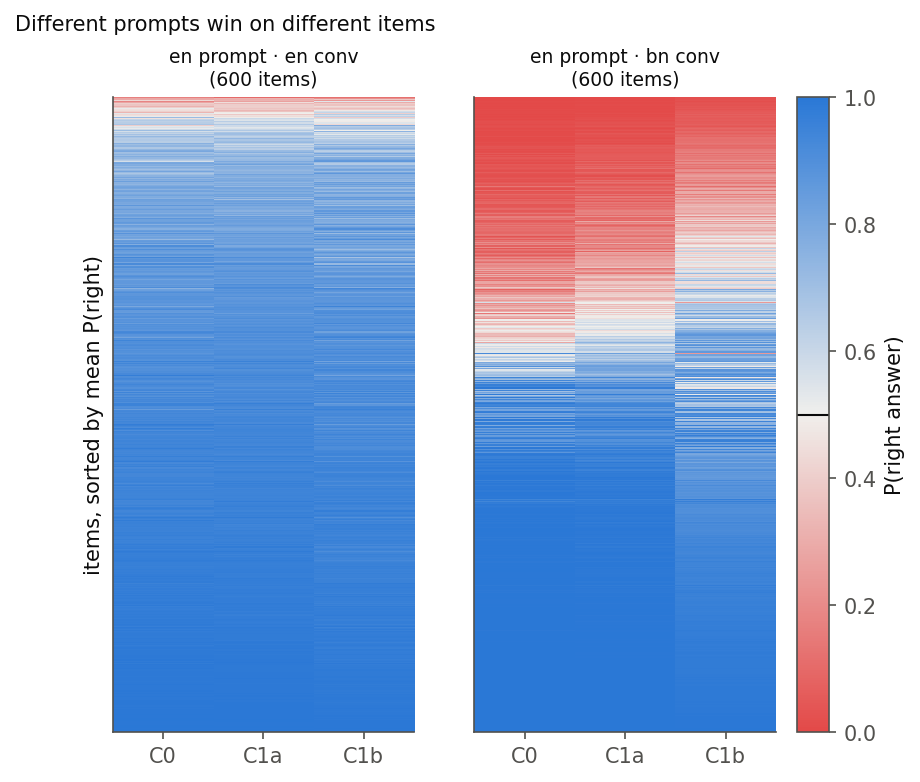 Different prompts win on different items
en prompt · en conv
(600 items)
en prompt · bn conv
(600 items)
items, sorted by mean P(right)
C0
C1a
C1b
C0
C1a
C1b
1.0
0.8
0.6
0.4
0.2
0.0
P(right answer)